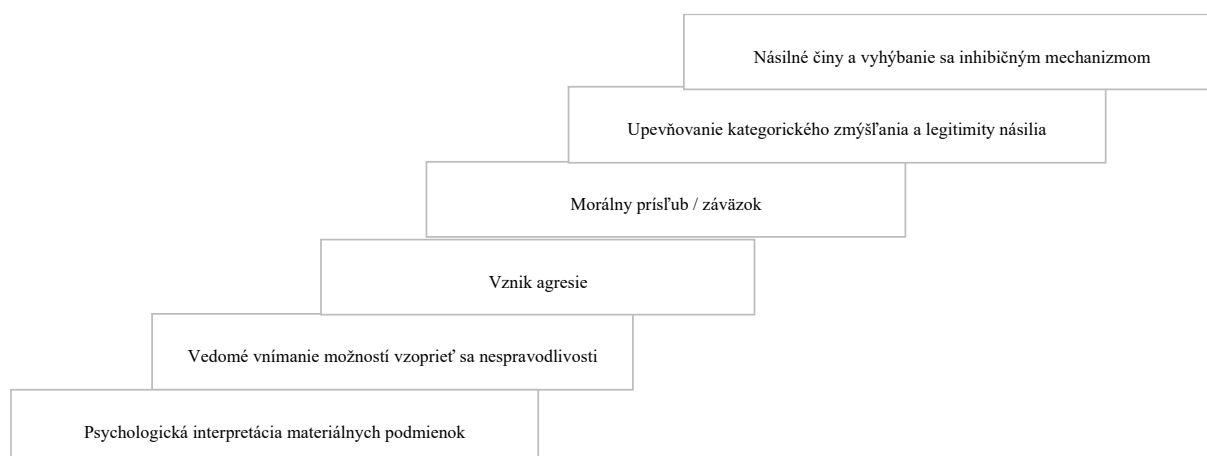 Násilné činy a vyhýbanie sa inhibičným mechanizmom
Upevňovanie kategorického zmýšľania a legitimity násilia
Morálny prísľub / záväzok
Vznik agresie
Vedomé vnímanie možností vzoprieť sa nespravodlivosti
Psychologická interpretácia materiálnych podmienok